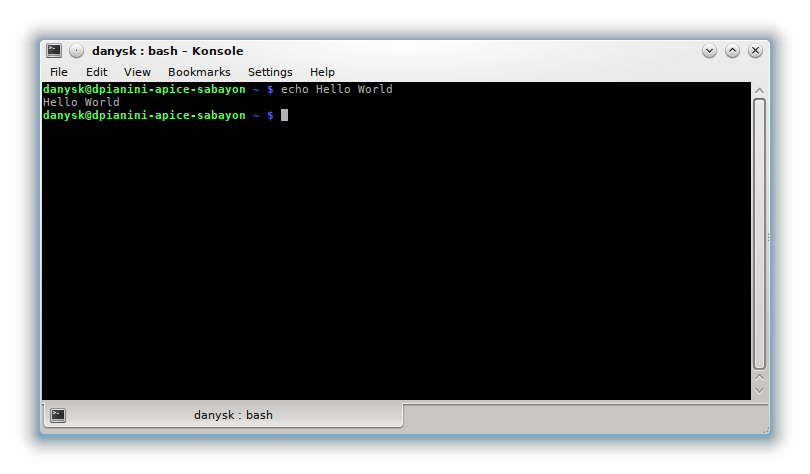 danysk : bash – Konsole
File Edit View Bookmarks Settings Help
danysk@dpianini-apice-sabayon ~ $ echo Hello World
Hello World
danysk@dpianini-apice-sabayon ~ $
danysk : bash